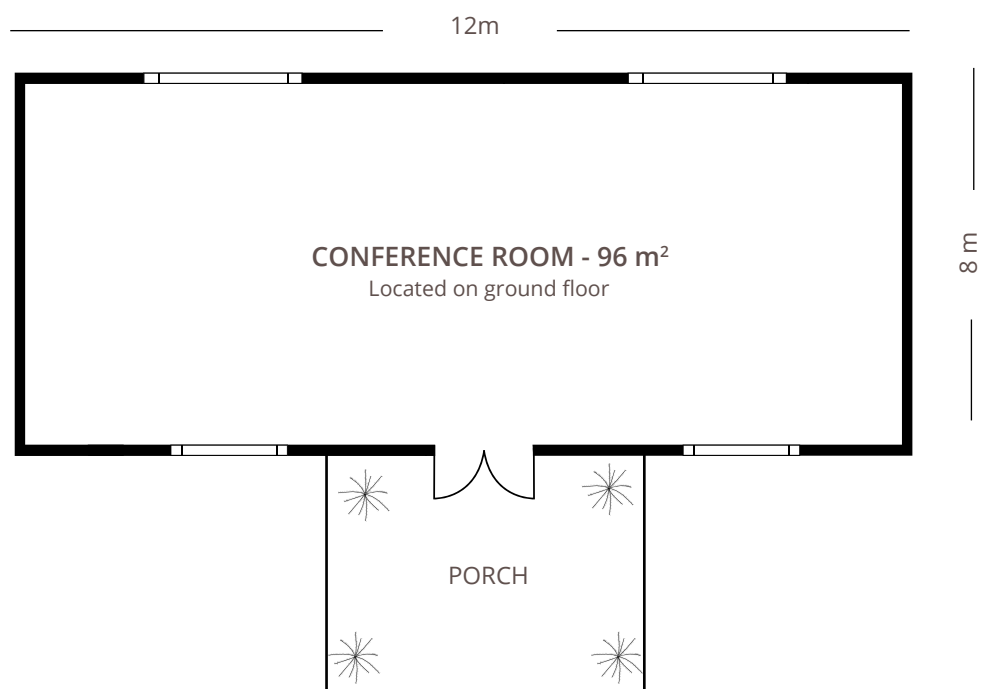 12m
8 m
CONFERENCE ROOM - 96 m²
Located on ground floor
PORCH